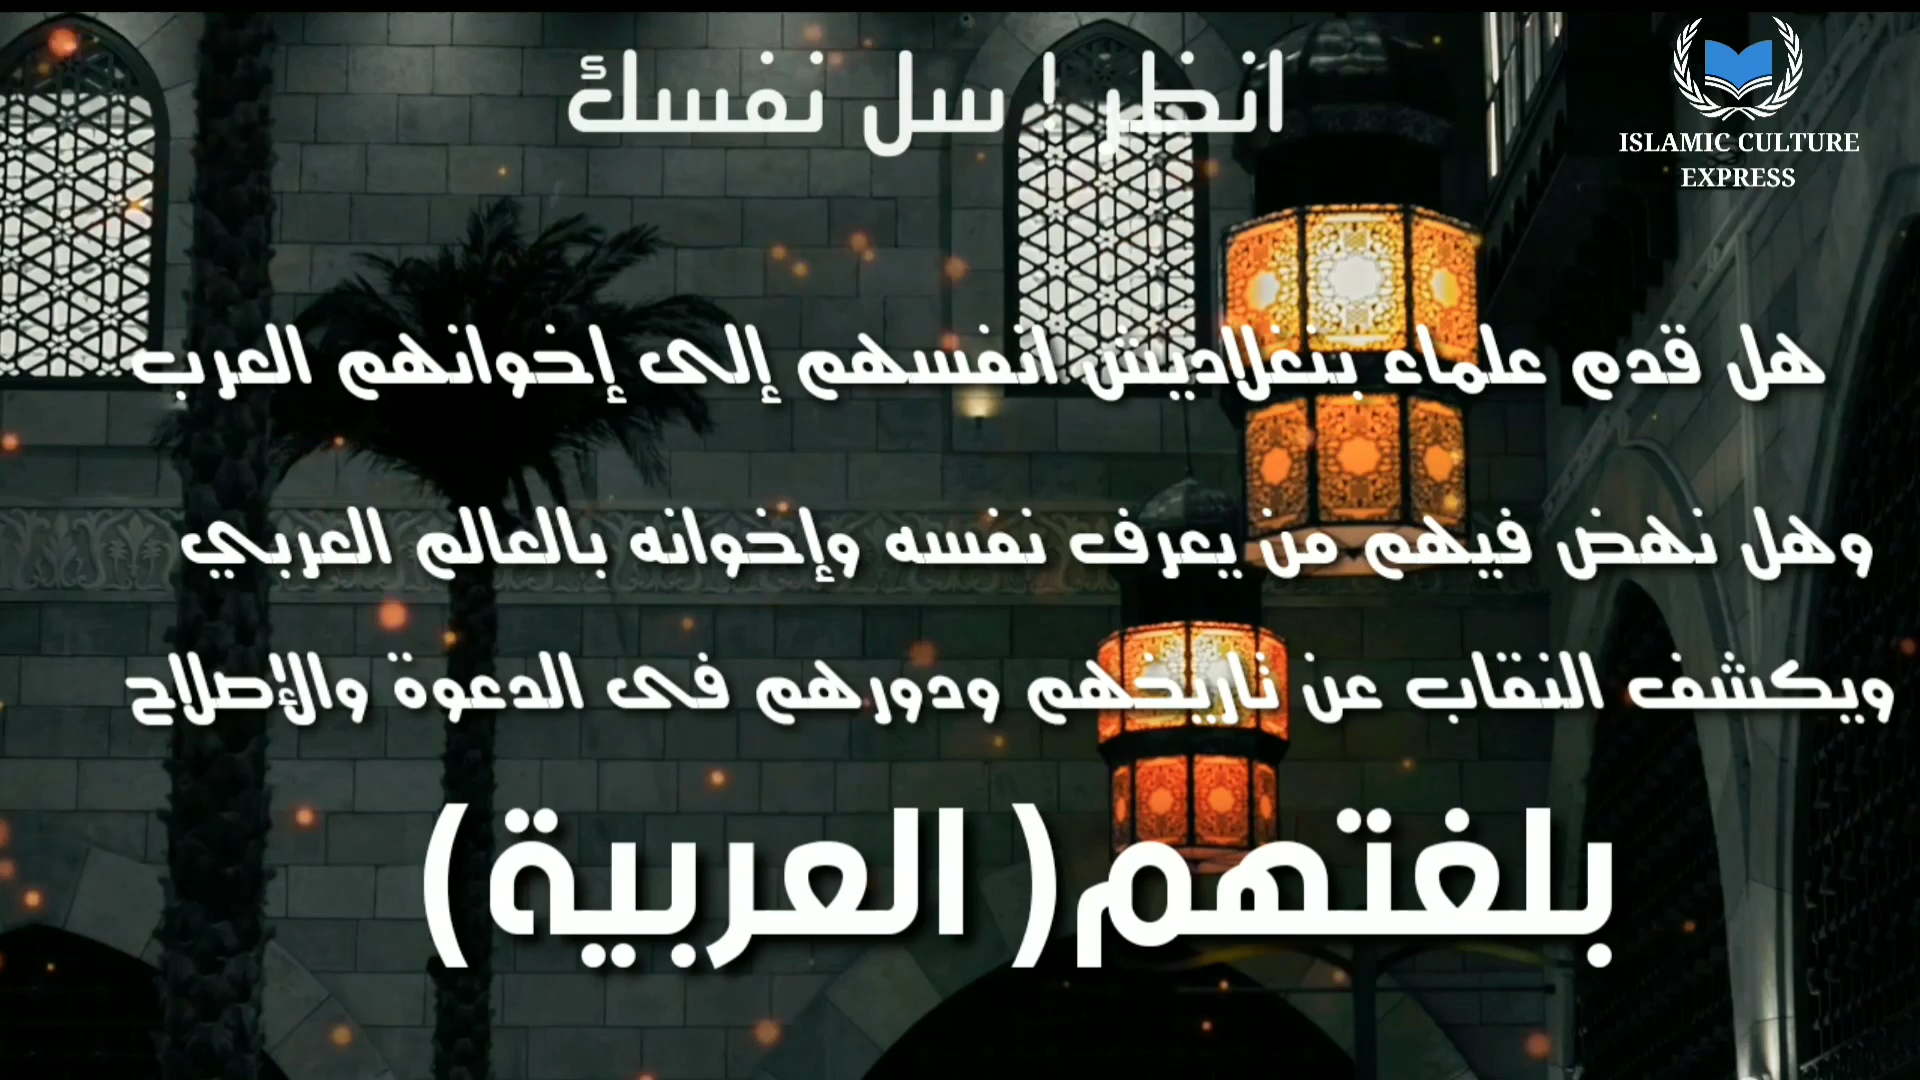 انظر ! سل نفسك
ISLAMIC CULTURE
EXPRESS
هل قدم علماء بنغلاديش انفسهم إلى إخوانهم العرب
وهل نهض فيهم من يعرف نفسه وإخوانه بالعالم العربي
ويكشف النقاب عن تاريخهم ودورهم فى الدعوة والإصلاح
بلغتهم( العربية)